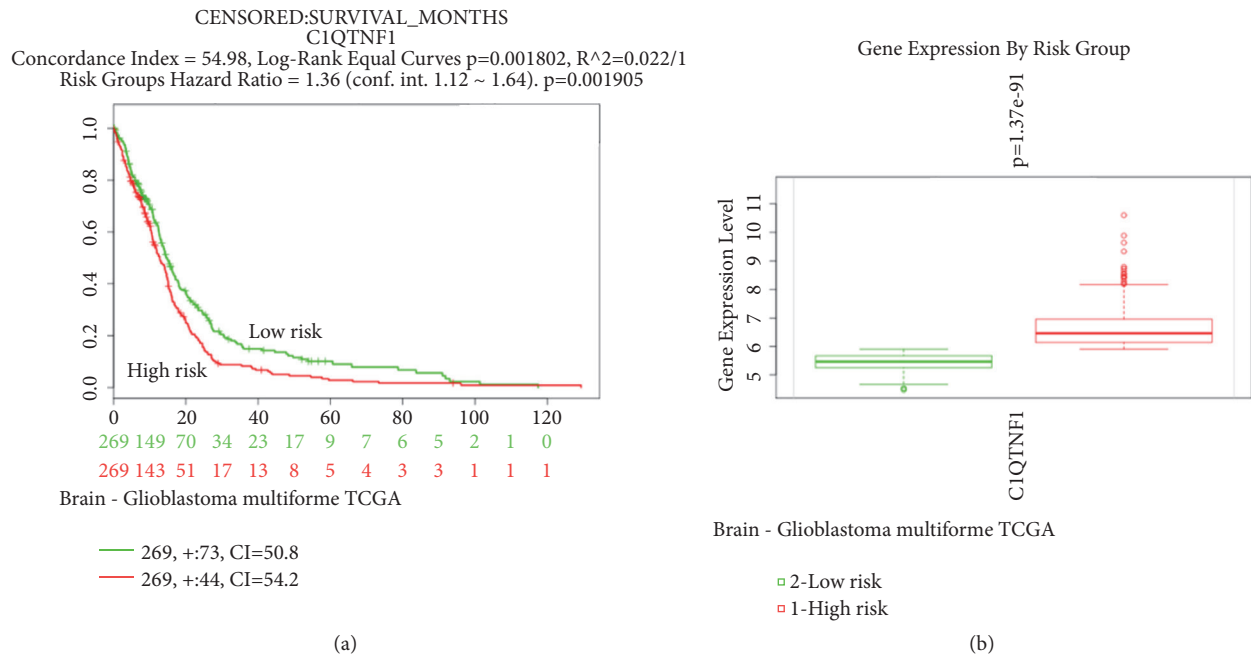 CENSORED:SURVIVAL_MONTHS
C1QTNF1
Concordance Index = 54.98, Log-Rank Equal Curves p=0.001802, R^2=0.022/1
Risk Groups Hazard Ratio = 1.36 (conf. int. 1.12 ~ 1.64). p=0.001905
1.0
0.8
0.6
0.4
0.2
0.0
Low risk
High risk
0 20 40 60 80 100 120
269 149 70 34 23 17 9 7 6 5 2 1 0
269 143 51 17 13 8 5 4 3 3 1 1 1
Brain - Glioblastoma multiforme TCGA
269, +:73, CI=50.8
269, +:44, CI=54.2
(a)
Gene Expression By Risk Group
p=1.37e-91
Gene Expression Level
11
10
9
8
7
6
5
C1QTNF1
Brain - Glioblastoma multiforme TCGA
2-Low risk
1-High risk
(b)